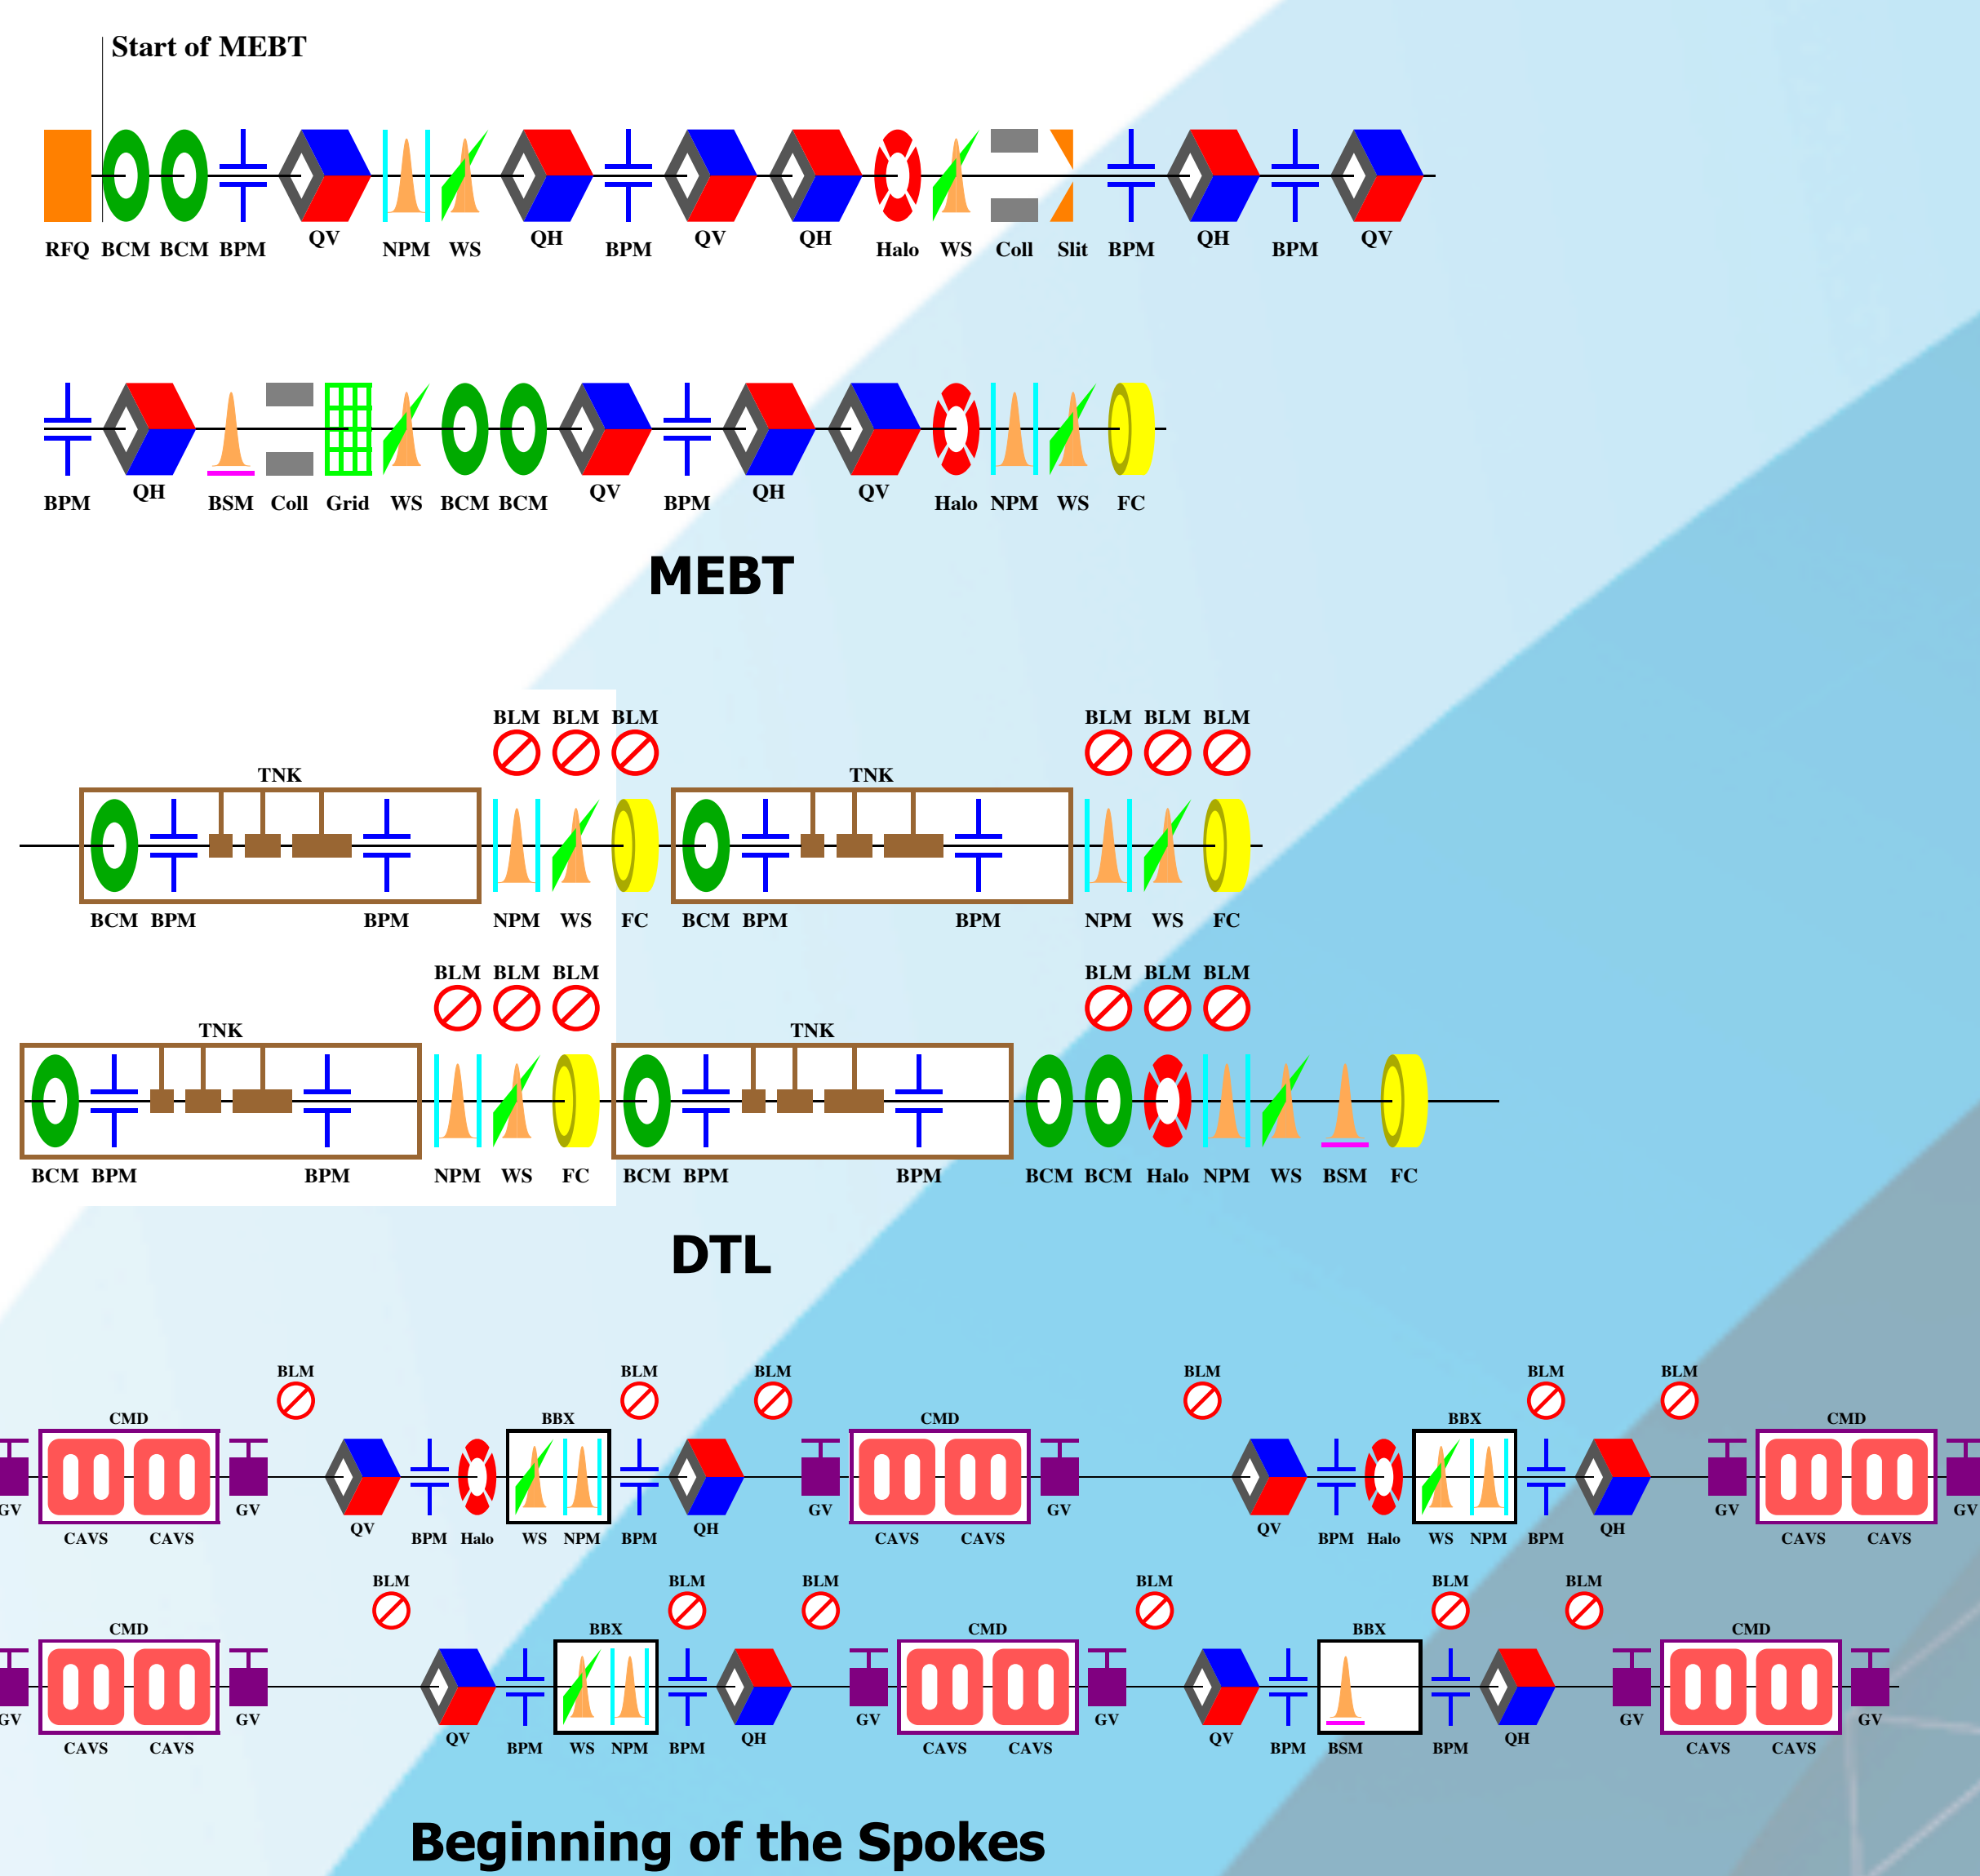 Start of MEBT
RFQ BCM BCM BPM QV NPM WS QH BPM QV QH Halo WS Coll Slit BPM QH BPM QV
BPM QH BSM Coll Grid WS BCM BCM QV BPM QH QV Halo NPM WS FC
MEBT
BLM BLM BLM BLM BLM BLM
TNK TNK
BCM BPM BPM NPM WS FC BCM BPM BPM NPM WS FC
BLM BLM BLM BLM BLM BLM
TNK TNK
BCM BPM BPM NPM WS FC BCM BPM BPM BCM BCM Halo NPM WS BSM FC
DTL
BLM BLM BLM BLM BLM BLM
CMD BBX CMD BBX CMD
GV GV GV GV GV GV
QV QH QV QH
CAVS CAVS BPM Halo WS NPM BPM CAVS CAVS BPM Halo WS NPM BPM CAVS CAVS
BLM BLM BLM BLM BLM BLM
CMD BBX CMD BBX CMD
GV GV GV GV GV GV
QV QH QV QH
CAVS CAVS BPM WS NPM BPM CAVS CAVS BPM BSM BPM CAVS CAVS
Beginning of the Spokes